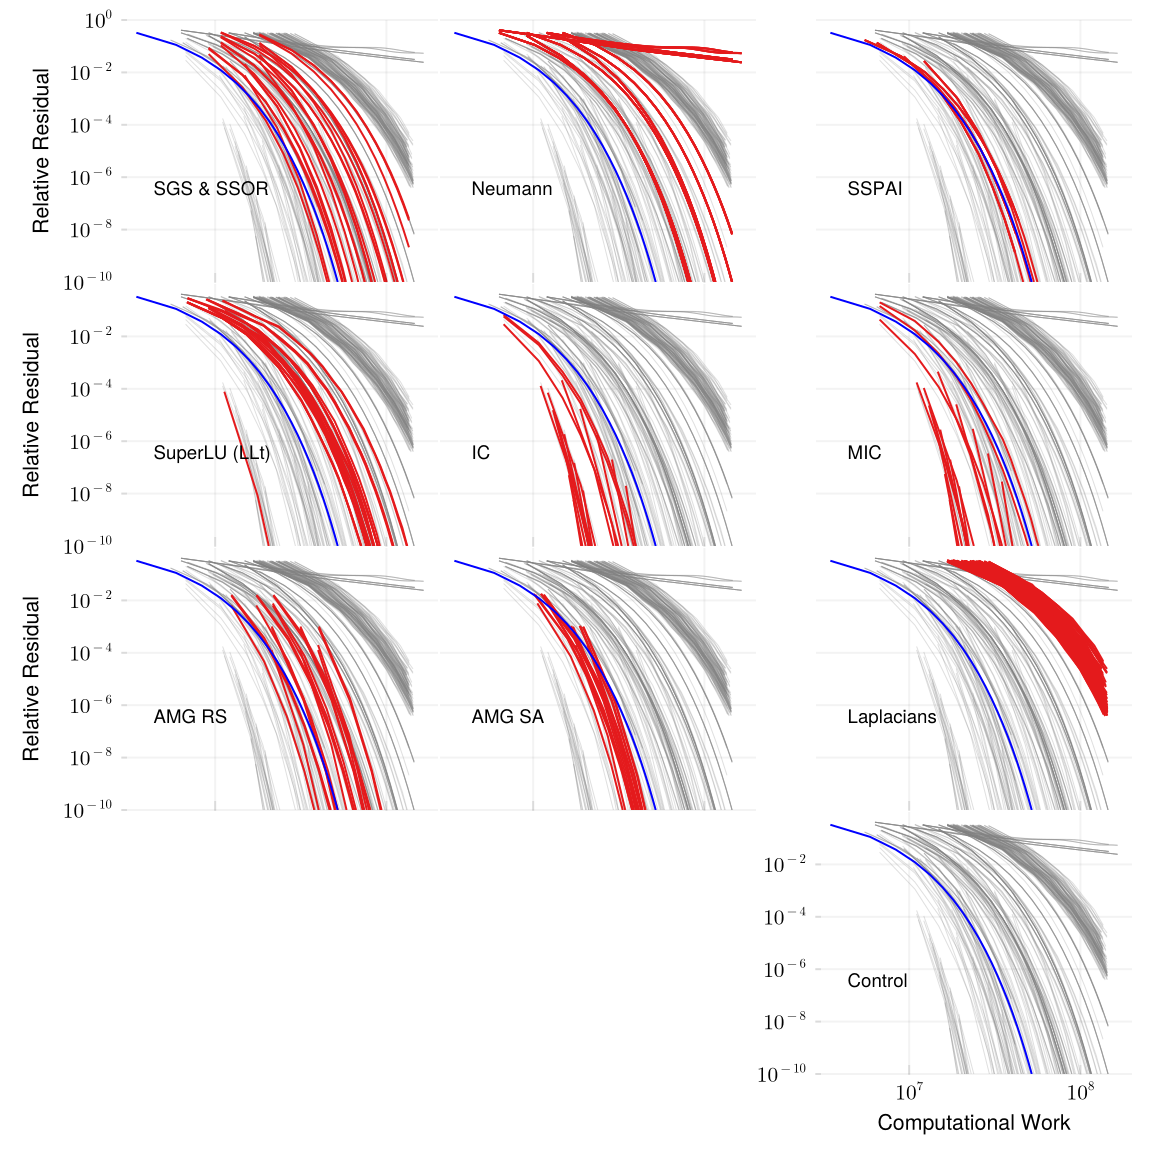 10^0
10^−2
10^−4
10^−6
10^−8
10^−10
Relative Residual
SGS & SSOR
Neumann
SSPAI
10^−2
10^−4
10^−6
10^−8
10^−10
Relative Residual
SuperLU (LLt)
IC
MIC
10^−2
10^−4
10^−6
10^−8
10^−10
Relative Residual
AMG RS
AMG SA
Laplacians
10^−2
10^−4
10^−6
10^−8
10^−10
Control
10^7
10^8
Computational Work